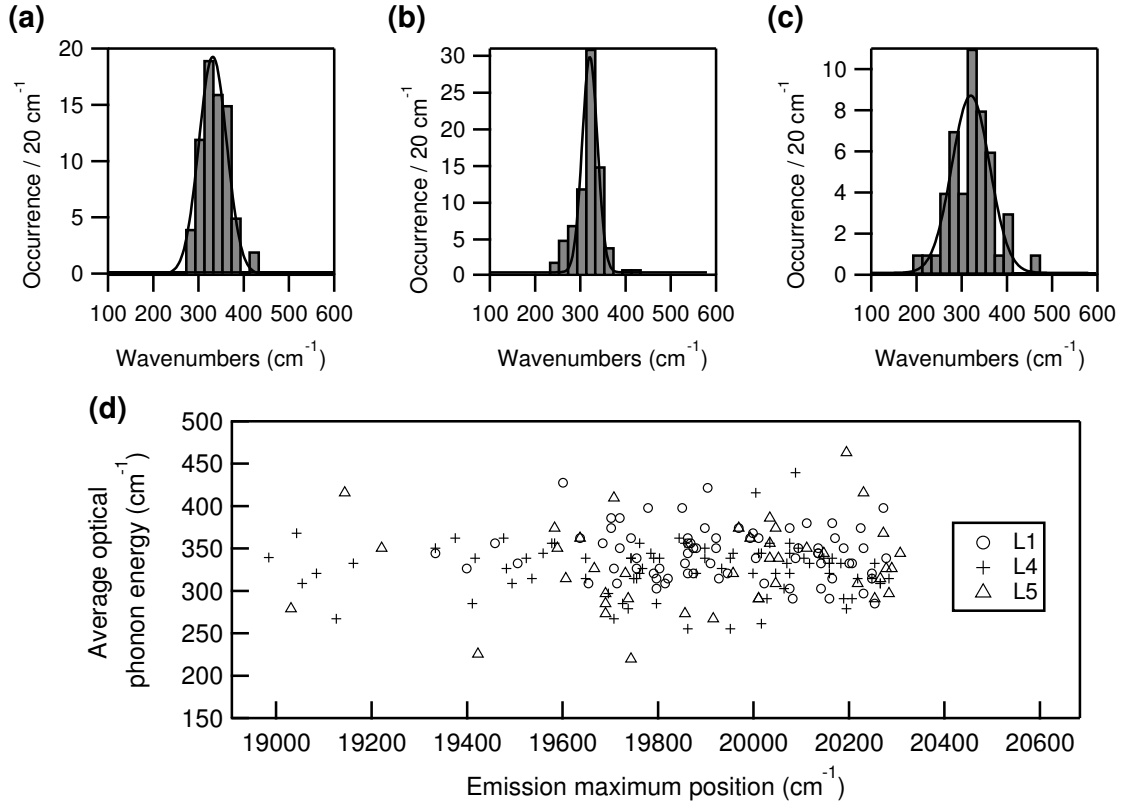 (a)
Occurrence / 20 cm⁻¹
20
15
10
5
0
100 200 300 400 500 600
Wavenumbers (cm⁻¹)
(b)
Occurrence / 20 cm⁻¹
30
25
20
15
10
5
0
100 200 300 400 500 600
Wavenumbers (cm⁻¹)
(c)
Occurrence / 20 cm⁻¹
10
8
6
4
2
0
100 200 300 400 500 600
Wavenumbers (cm⁻¹)
(d)
Average optical
phonon energy (cm⁻¹)
500
450
400
350
300
250
200
150
L1
L4
L5
19000 19200 19400 19600 19800 20000 20200 20400 20600
Emission maximum position (cm⁻¹)